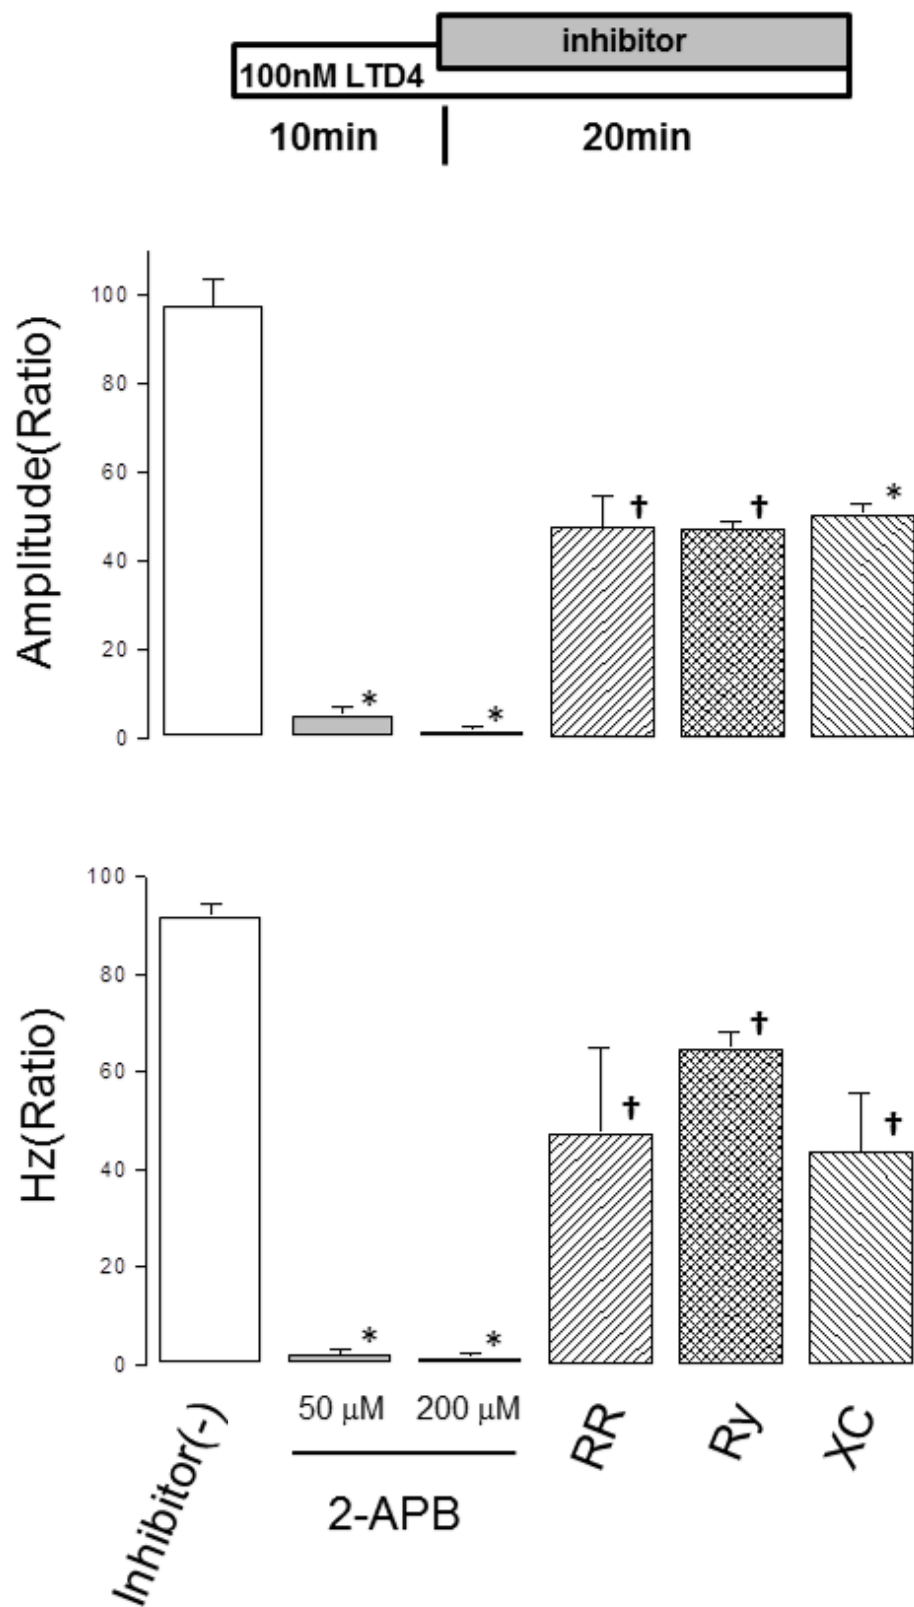 inhibitor
100nM LTD4
10min
20min
Amplitude(Ratio)
100
80
60
40
20
0
*
*
†
†
*
Hz(Ratio)
100
80
60
40
20
0
*
*
†
†
†
Inhibitor(-)
50 μM
200 μM
2-APB
RR
Ry
XC